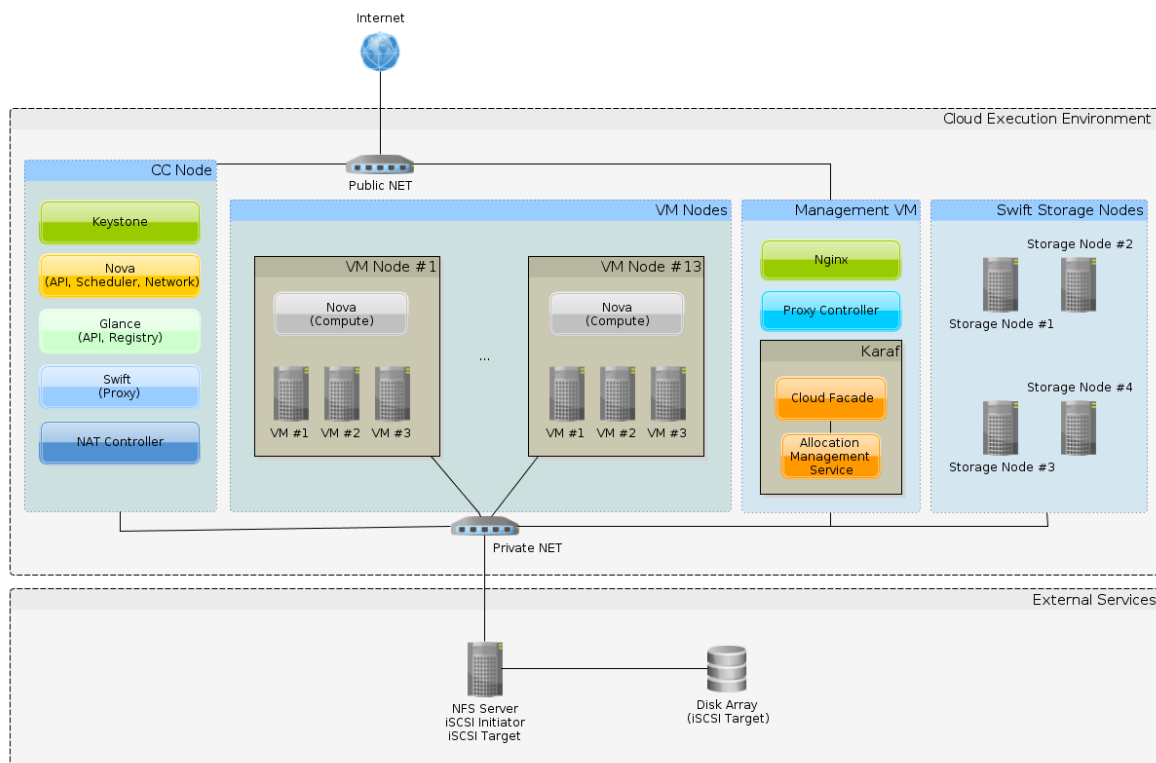 Internet
Cloud Execution Environment
Public NET
CC Node
Keystone
Nova
(API, Scheduler, Network)
Glance
(API, Registry)
Swift
(Proxy)
NAT Controller
VM Nodes
VM Node #1
Nova
(Compute)
VM #1 VM #2 VM #3
...
VM Node #13
Nova
(Compute)
VM #1 VM #2 VM #3
Management VM
Nginx
Proxy Controller
Karaf
Cloud Facade
Allocation
Management
Service
Swift Storage Nodes
Storage Node #2
Storage Node #1
Storage Node #4
Storage Node #3
Private NET
External Services
NFS Server
iSCSI Initiator
iSCSI Target
Disk Array
(iSCSI Target)